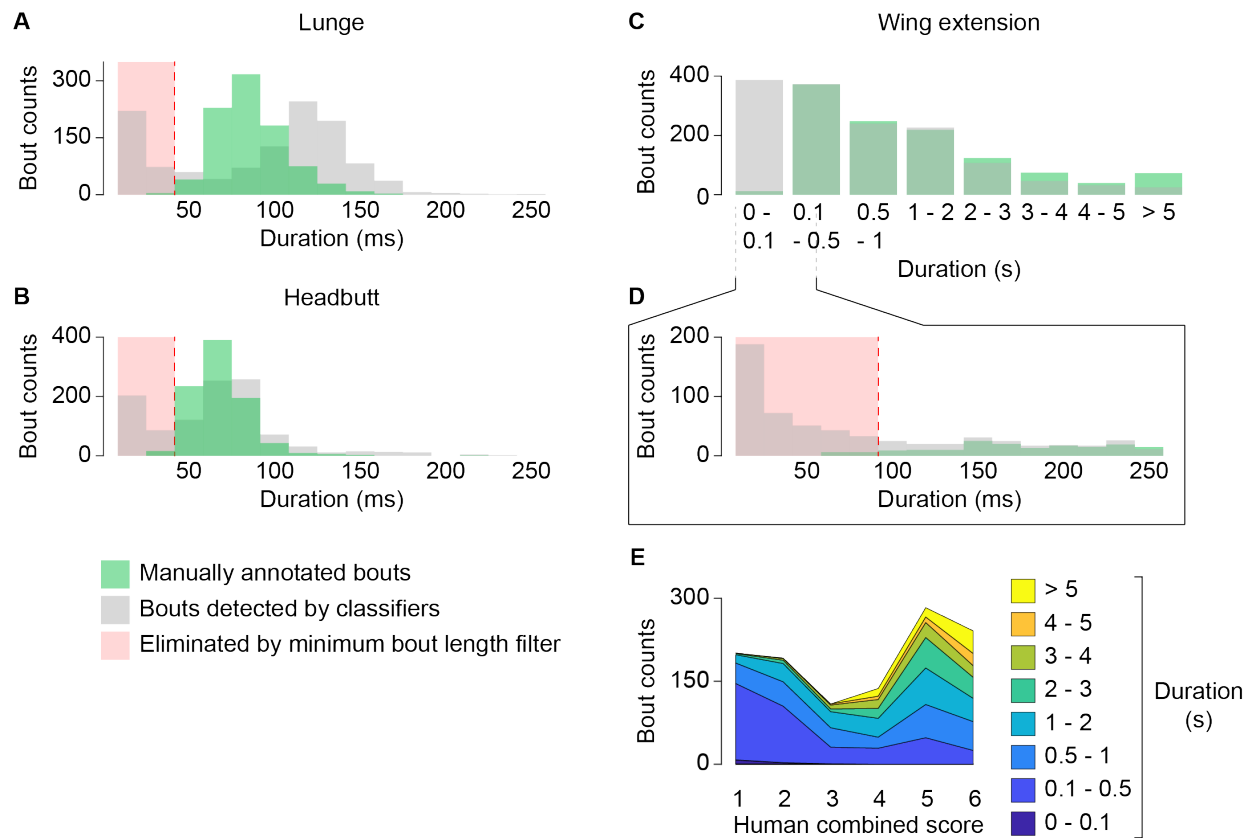 A
Lunge
Bout counts
300
150
0
50
100
150
200
250
Duration (ms)
B
Headbutt
Bout counts
400
200
0
50
100
150
200
250
Duration (ms)
Manually annotated bouts
Bouts detected by classifiers
Eliminated by minimum bout length filter
C
Wing extension
Bout counts
400
200
0
0 -
0.1
0.1
- 0.5
0.5
- 1
1 - 2
2 - 3
3 - 4
4 - 5
> 5
Duration (s)
D
Bout counts
200
100
0
50
100
150
200
250
Duration (ms)
E
Bout counts
300
150
0
1
2
3
4
5
6
Human combined score
> 5
4 - 5
3 - 4
2 - 3
1 - 2
0.5 - 1
0.1 - 0.5
0 - 0.1
Duration
(s)